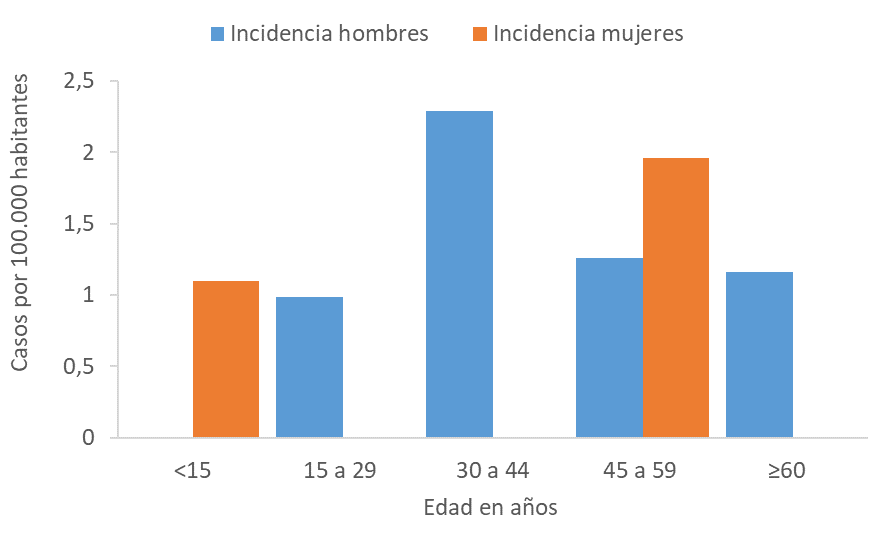 Incidencia hombres Incidencia mujeres
Casos por 100.000 habitantes
2,5
2
1,5
1
0,5
0
<15 15 a 29 30 a 44 45 a 59 ≥60
Edad en años